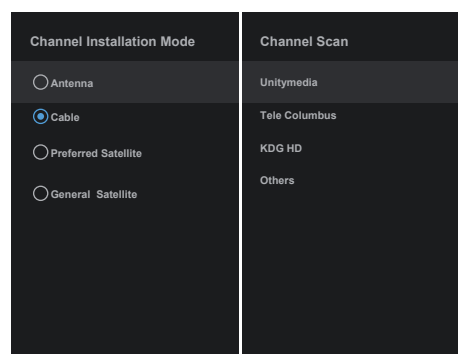 Channel Installation Mode
Antenna
Cable
Preferred Satellite
General Satellite
Channel Scan
Unitymedia
Tele Columbus
KDG HD
Others